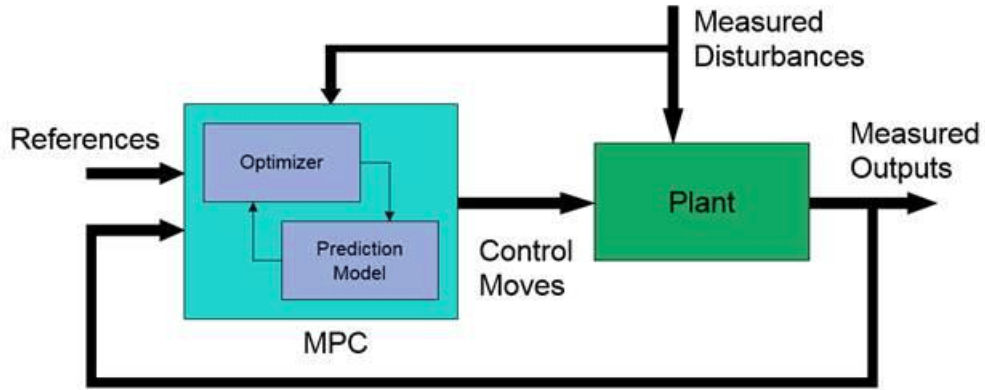 Measured
Disturbances
References
Optimizer
Prediction
Model
MPC
Control
Moves
Plant
Measured
Outputs